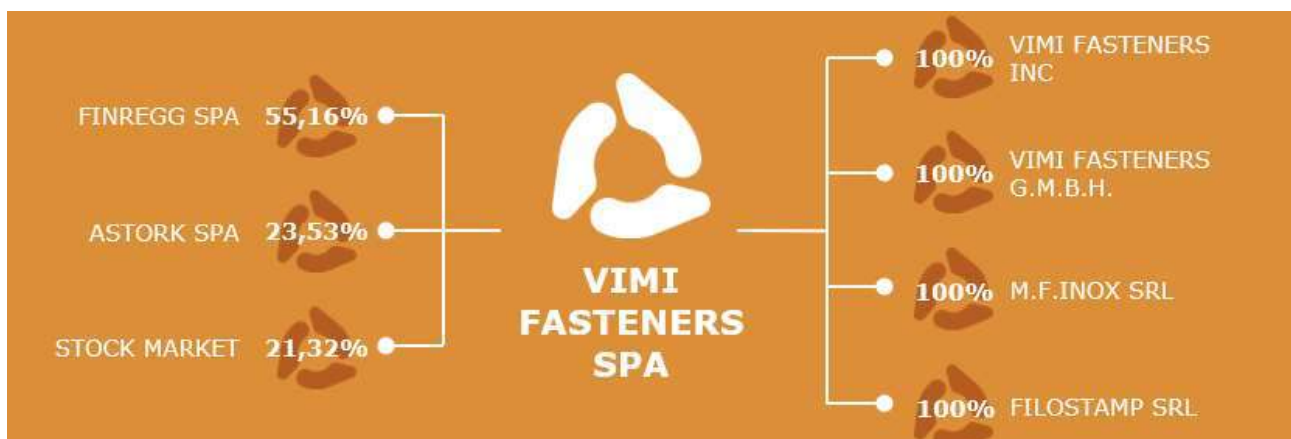 FINREGG SPA 55,16%
ASTORK SPA 23,53%
STOCK MARKET 21,32%
VIMI
FASTENERS
SPA
100% VIMI FASTENERS
INC
100% VIMI FASTENERS
G.M.B.H.
100% M.F.INOX SRL
100% FILOSTAMP SRL